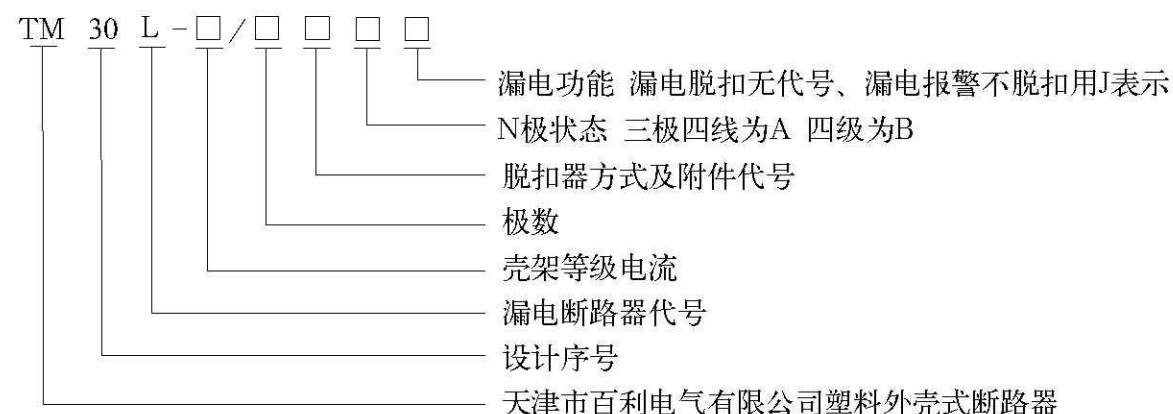 TM 30 L-□/□ □ □ □
漏电功能 漏电脱扣无代号、漏电报警不脱扣用J表示
N极状态 三极四线为A 四级为B
脱扣器方式及附件代号
极数
壳架等级电流
漏电断路器代号
设计序号
天津市百利电气有限公司塑料外壳式断路器